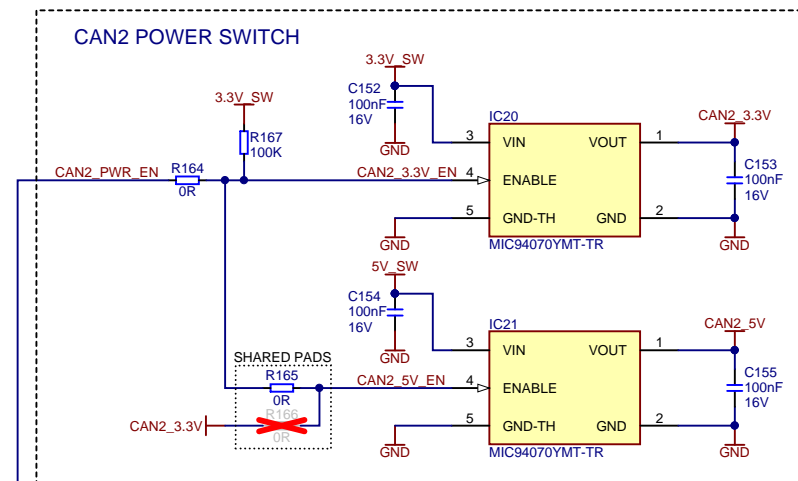 CAN2 POWER SWITCH
3.3V_SW
C152
100nF
16V
GND
3.3V_SW
R167
100K
CAN2_PWR_EN
R164
0R
CAN2_3.3V_EN
IC20
3
VIN
VOUT
1
4
ENABLE
5
GND-TH
GND
2
MIC94070YMT-TR
GND
CAN2_3.3V
C153
100nF
16V
GND
5V_SW
C154
100nF
16V
GND
SHARED PADS
R165
0R
R166
0R
CAN2_3.3V
CAN2_5V_EN
IC21
3
VIN
VOUT
1
4
ENABLE
5
GND-TH
GND
2
MIC94070YMT-TR
GND
CAN2_5V
C155
100nF
16V
GND